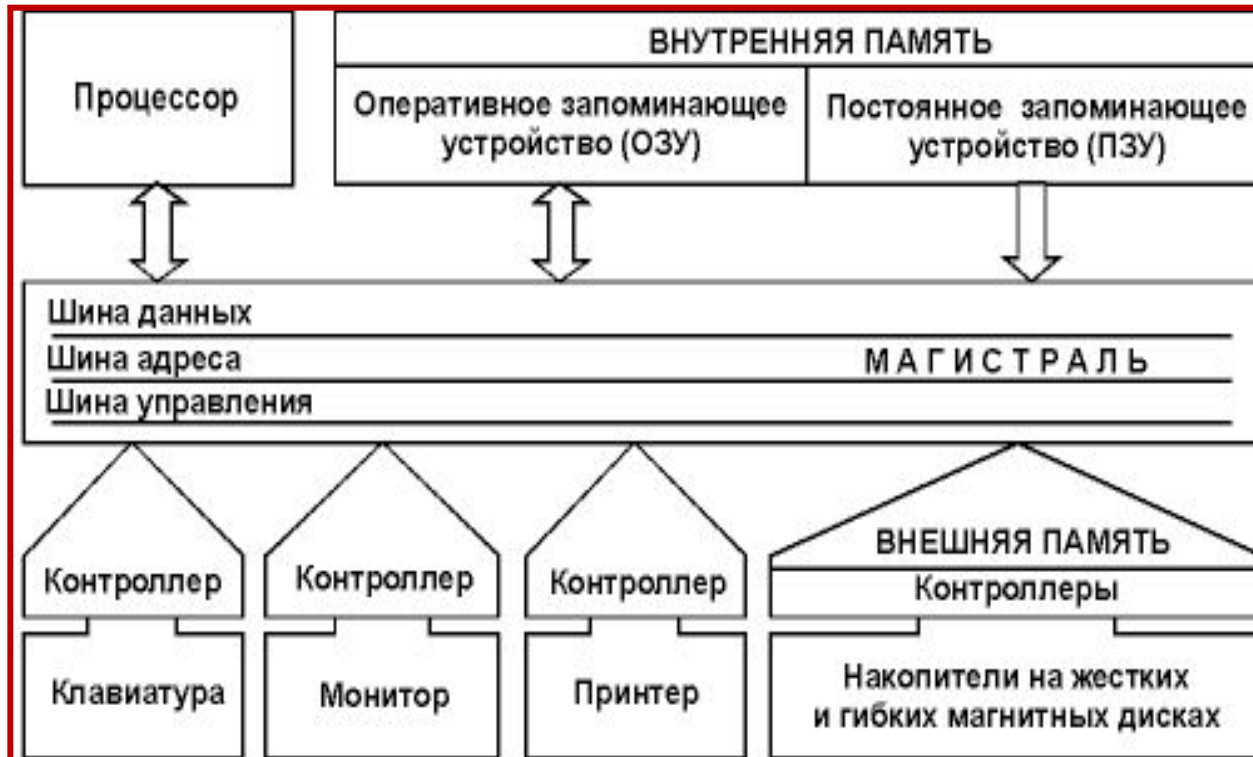 Процессор
ВНУТРЕННЯЯ ПАМЯТЬ
Оперативное запоминающее
устройство (ОЗУ)
Постоянное запоминающее
устройство (ПЗУ)
Шина данных
Шина адреса
МАГИСТРАЛЬ
Шина управления
Контроллер
Контроллер
Контроллер
ВНЕШНЯЯ ПАМЯТЬ
Контроллеры
Клавиатура
Монитор
Принтер
Накопители на жестких
и гибких магнитных дисках